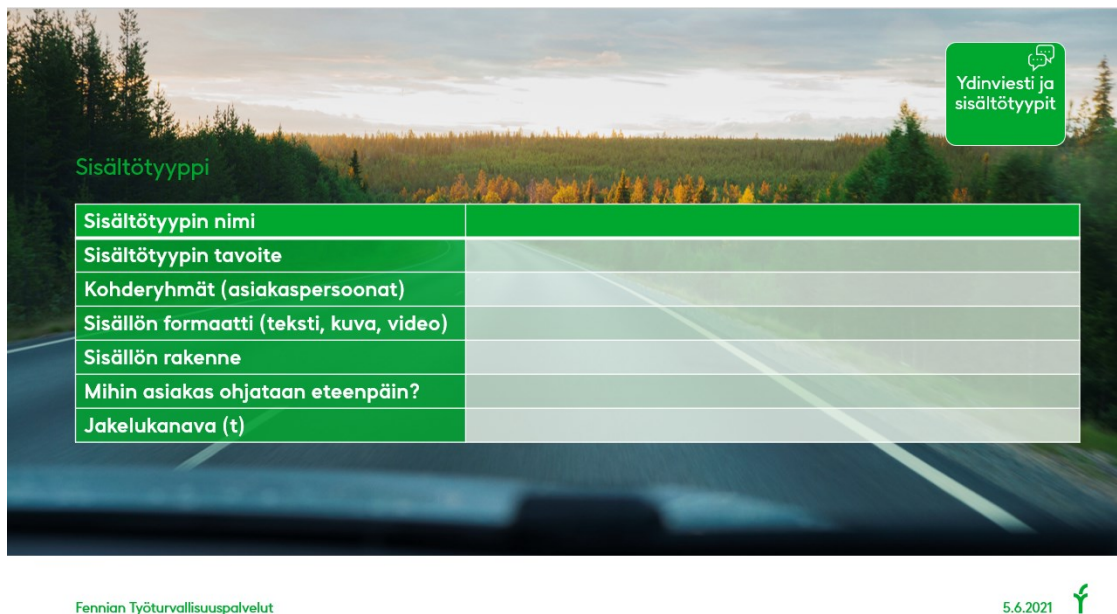 Ydinviesti ja
sisältötyypit
Sisältötyyppi
Sisältötyypin nimi
Sisältötyypin tavoite
Kohderyhmät (asiakaspersoonat)
Sisällön formaatti (teksti, kuva, video)
Sisällön rakenne
Mihin asiakas ohjataan eteenpäin?
Jakelukanava (t)
Fennian Työturvallisuuspalvelut
5.6.2021